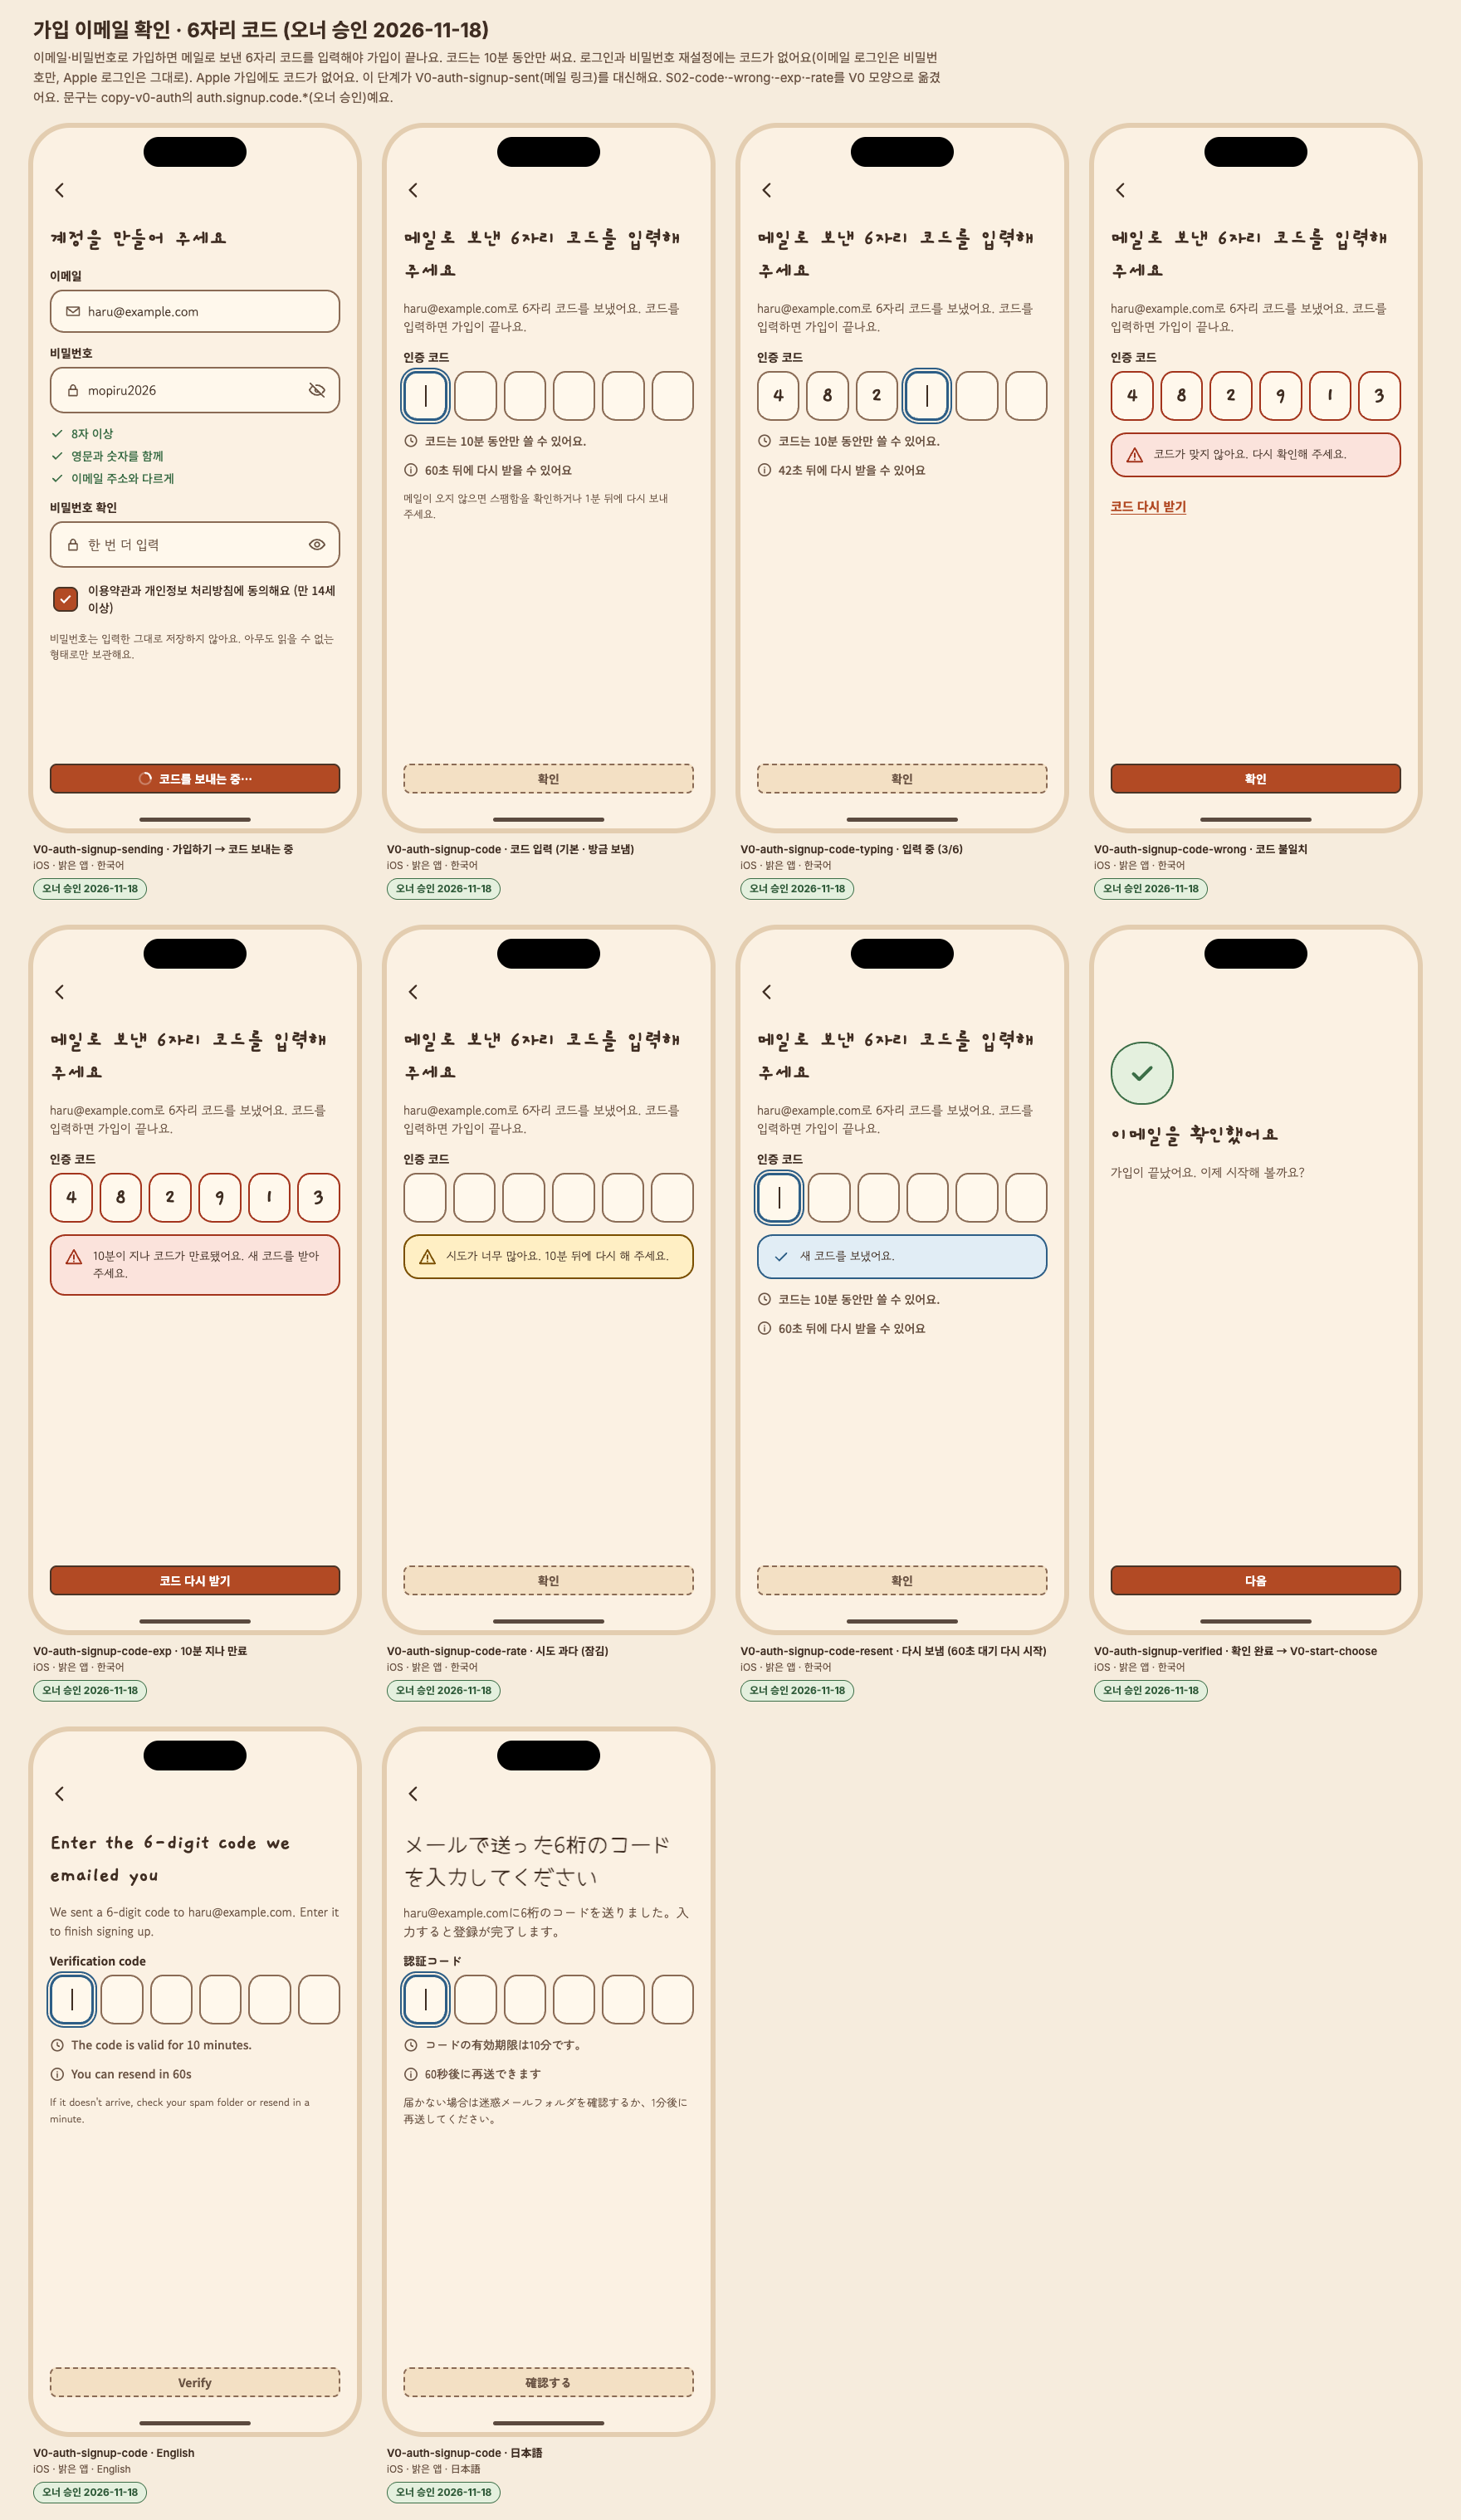 가입 이메일 확인 · 6자리 코드 (오너 승인 2026-11-18)
이메일·비밀번호로 가입하면 메일로 보낸 6자리 코드를 입력해야 가입이 끝나요. 코드는 10분 동안만 써요. 로그인과 비밀번호 재설정에는 코드가 없어요(이메일 로그인은 비밀번
호만, Apple 로그인은 그대로). Apple 가입에도 코드가 없어요. 이 단계가 V0-auth-signup-sent(메일 링크)를 대신해요. S02-code·-wrong·-exp·-rate를 V0 모양으로 옮겼
어요. 문구는 copy-v0-auth의 auth.signup.code.*(오너 승인)예요.
계정을 만들어 주세요
이메일
haru@example.com
비밀번호
mopiru2026
8자 이상
영문과 숫자를 함께
이메일 주소와 다르게
비밀번호 확인
한 번 더 입력
이용약관과 개인정보 처리방침에 동의해요 (만 14세
이상)
비밀번호는 입력한 그대로 저장하지 않아요. 아무도 읽을 수 없는
형태로만 보관해요.
코드를 보내는 중…
V0-auth-signup-sending · 가입하기 → 코드 보내는 중
iOS · 밝은 앱 · 한국어
오너 승인 2026-11-18
메일로 보낸 6자리 코드를 입력해
주세요
haru@example.com로 6자리 코드를 보냈어요. 코드를
입력하면 가입이 끝나요.
인증 코드
코드는 10분 동안만 쓸 수 있어요.
60초 뒤에 다시 받을 수 있어요
메일이 오지 않으면 스팸함을 확인하거나 1분 뒤에 다시 보내
주세요.
확인
V0-auth-signup-code · 코드 입력 (기본 · 방금 보냄)
iOS · 밝은 앱 · 한국어
오너 승인 2026-11-18
메일로 보낸 6자리 코드를 입력해
주세요
haru@example.com로 6자리 코드를 보냈어요. 코드를
입력하면 가입이 끝나요.
인증 코드
4 8 2
코드는 10분 동안만 쓸 수 있어요.
42초 뒤에 다시 받을 수 있어요
확인
V0-auth-signup-code-typing · 입력 중 (3/6)
iOS · 밝은 앱 · 한국어
오너 승인 2026-11-18
메일로 보낸 6자리 코드를 입력해
주세요
haru@example.com로 6자리 코드를 보냈어요. 코드를
입력하면 가입이 끝나요.
인증 코드
4 8 2 9 1 3
코드가 맞지 않아요. 다시 확인해 주세요.
코드 다시 받기
확인
V0-auth-signup-code-wrong · 코드 불일치
iOS · 밝은 앱 · 한국어
오너 승인 2026-11-18
메일로 보낸 6자리 코드를 입력해
주세요
haru@example.com로 6자리 코드를 보냈어요. 코드를
입력하면 가입이 끝나요.
인증 코드
4 8 2 9 1 3
10분이 지나 코드가 만료됐어요. 새 코드를 받아
주세요.
코드 다시 받기
V0-auth-signup-code-exp · 10분 지나 만료
iOS · 밝은 앱 · 한국어
오너 승인 2026-11-18
메일로 보낸 6자리 코드를 입력해
주세요
haru@example.com로 6자리 코드를 보냈어요. 코드를
입력하면 가입이 끝나요.
인증 코드
시도가 너무 많아요. 10분 뒤에 다시 해 주세요.
확인
V0-auth-signup-code-rate · 시도 과다 (잠김)
iOS · 밝은 앱 · 한국어
오너 승인 2026-11-18
메일로 보낸 6자리 코드를 입력해
주세요
haru@example.com로 6자리 코드를 보냈어요. 코드를
입력하면 가입이 끝나요.
인증 코드
새 코드를 보냈어요.
코드는 10분 동안만 쓸 수 있어요.
60초 뒤에 다시 받을 수 있어요
확인
V0-auth-signup-code-resent · 다시 보냄 (60초 대기 다시 시작)
iOS · 밝은 앱 · 한국어
오너 승인 2026-11-18
이메일을 확인했어요
가입이 끝났어요. 이제 시작해 볼까요?
다음
V0-auth-signup-verified · 확인 완료 → V0-start-choose
iOS · 밝은 앱 · 한국어
오너 승인 2026-11-18
Enter the 6-digit code we
emailed you
We sent a 6-digit code to haru@example.com. Enter it
to finish signing up.
Verification code
The code is valid for 10 minutes.
You can resend in 60s
If it doesn't arrive, check your spam folder or resend in a
minute.
Verify
V0-auth-signup-code · English
iOS · 밝은 앱 · English
오너 승인 2026-11-18
メールで送った6桁のコード
を入力してください
haru@example.comに6桁のコードを送りました。入
力すると登録が完了します。
認証コード
コードの有効期限は10分です。
60秒後に再送できます
届かない場合は迷惑メールフォルダを確認するか、1分後に
再送してください。
確認する
V0-auth-signup-code · 日本語
iOS · 밝은 앱 · 日本語
오너 승인 2026-11-18